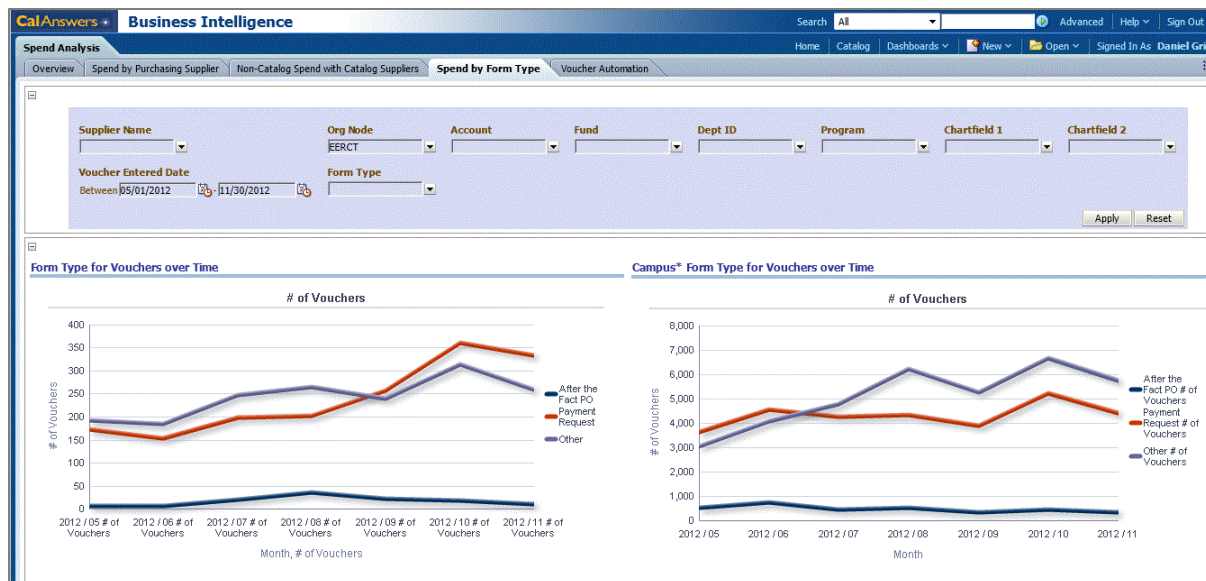 CalAnswers Business Intelligence Search All Advanced Help Sign Out
Spend Analysis Home Catalog Dashboards New Open Signed In As Daniel Gri
Overview Spend by Purchasing Supplier Non-Catalog Spend with Catalog Suppliers Spend by Form Type Voucher Automation
Supplier Name Org Node Account Fund Dept ID Program Chartfield 1 Chartfield 2
EERCT
Voucher Entered Date Form Type
Between 05/01/2012 - 11/30/2012
Apply Reset
Form Type for Vouchers over Time
# of Vouchers
400
350
300
250
200
150
100
50
0
# of Vouchers
2012 / 05 # of Vouchers
2012 / 06 # of Vouchers
2012 / 07 # of Vouchers
2012 / 08 # of Vouchers
2012 / 09 # of Vouchers
2012 / 10 # of Vouchers
2012 / 11 # of Vouchers
Month, # of Vouchers
After the
Fact PO
Payment
Request
Other
Campus* Form Type for Vouchers over Time
# of Vouchers
8,000
7,000
6,000
5,000
4,000
3,000
2,000
1,000
0
# of Vouchers
2012 / 05 2012 / 06 2012 / 07 2012 / 08 2012 / 09 2012 / 10 2012 / 11
Month
After the
Fact PO # of
Vouchers
Payment
Request # of
Vouchers
Other # of
Vouchers